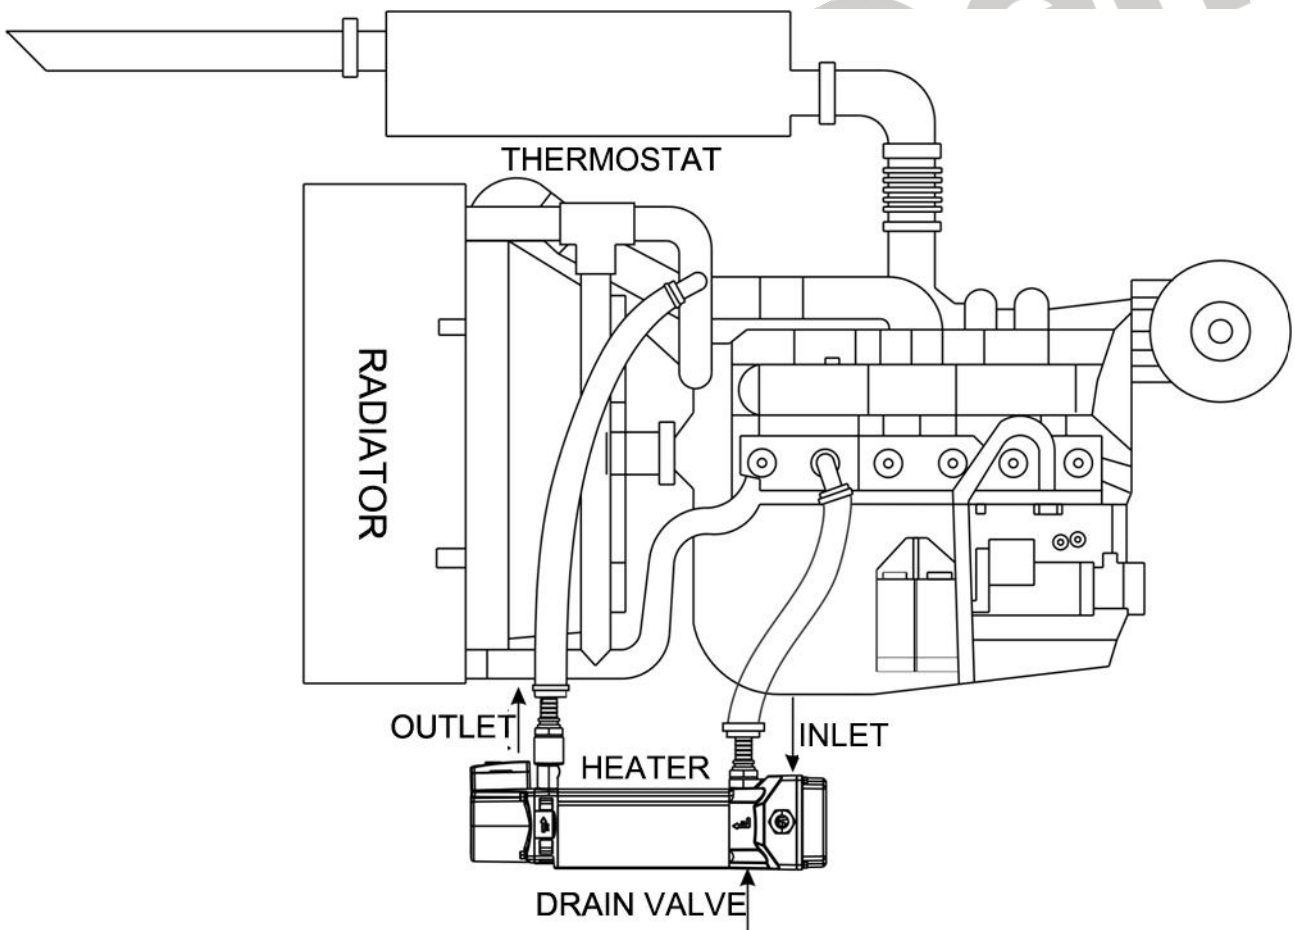 THERMOSTAT
RADIATOR
OUTLET
INLET
HEATER
DRAIN VALVE